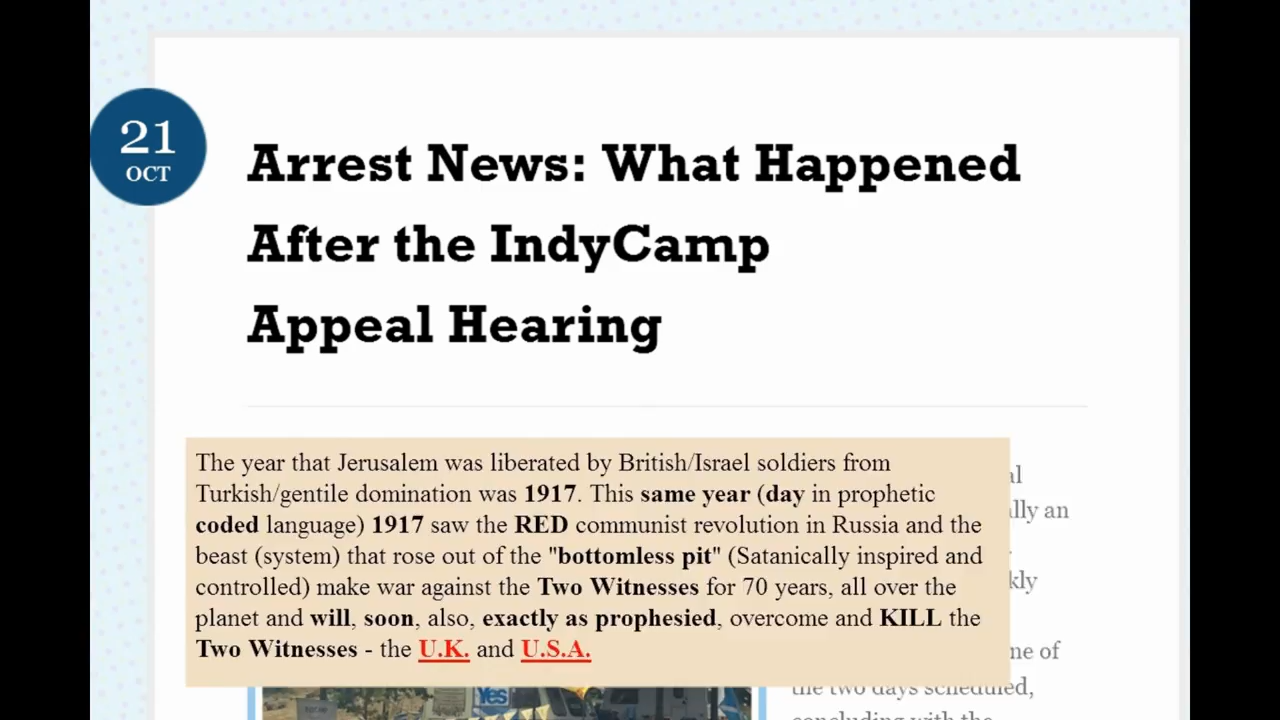 21
OCT
Arrest News: What Happened
After the IndyCamp
Appeal Hearing
The year that Jerusalem was liberated by British/Israel soldiers from
Turkish/gentile domination was 1917. This same year (day in prophetic
coded language) 1917 saw the RED communist revolution in Russia and the
beast (system) that rose out of the "bottomless pit" (Satanically inspired and
controlled) make war against the Two Witnesses for 70 years, all over the
planet and will, soon, also, exactly as prophesied, overcome and KILL the
Two Witnesses - the U.K. and U.S.A.
an
of
the two days scheduled,
concluding with the
Yes